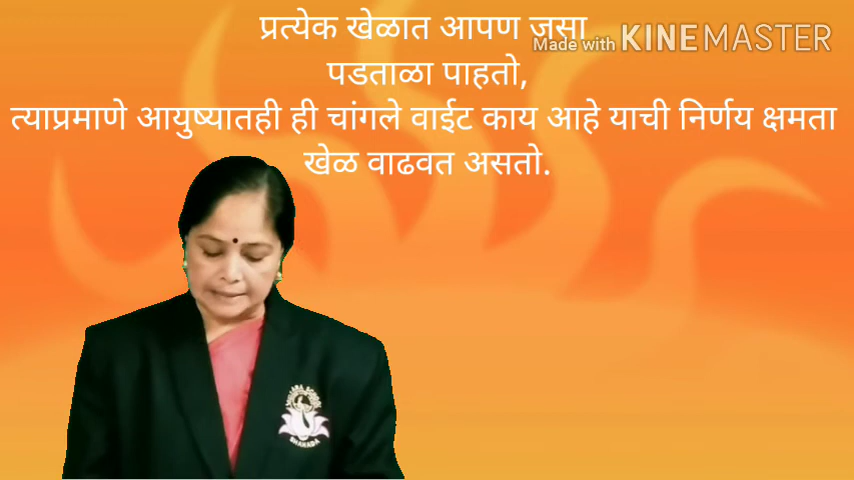 प्रत्येक खेळात आपण जसा
Made with KINEMASTER
पडताळा पाहतो,
त्याप्रमाणे आयुष्यातही ही चांगले वाईट काय आहे याची निर्णय क्षमता
खेळ वाढवत असतो.